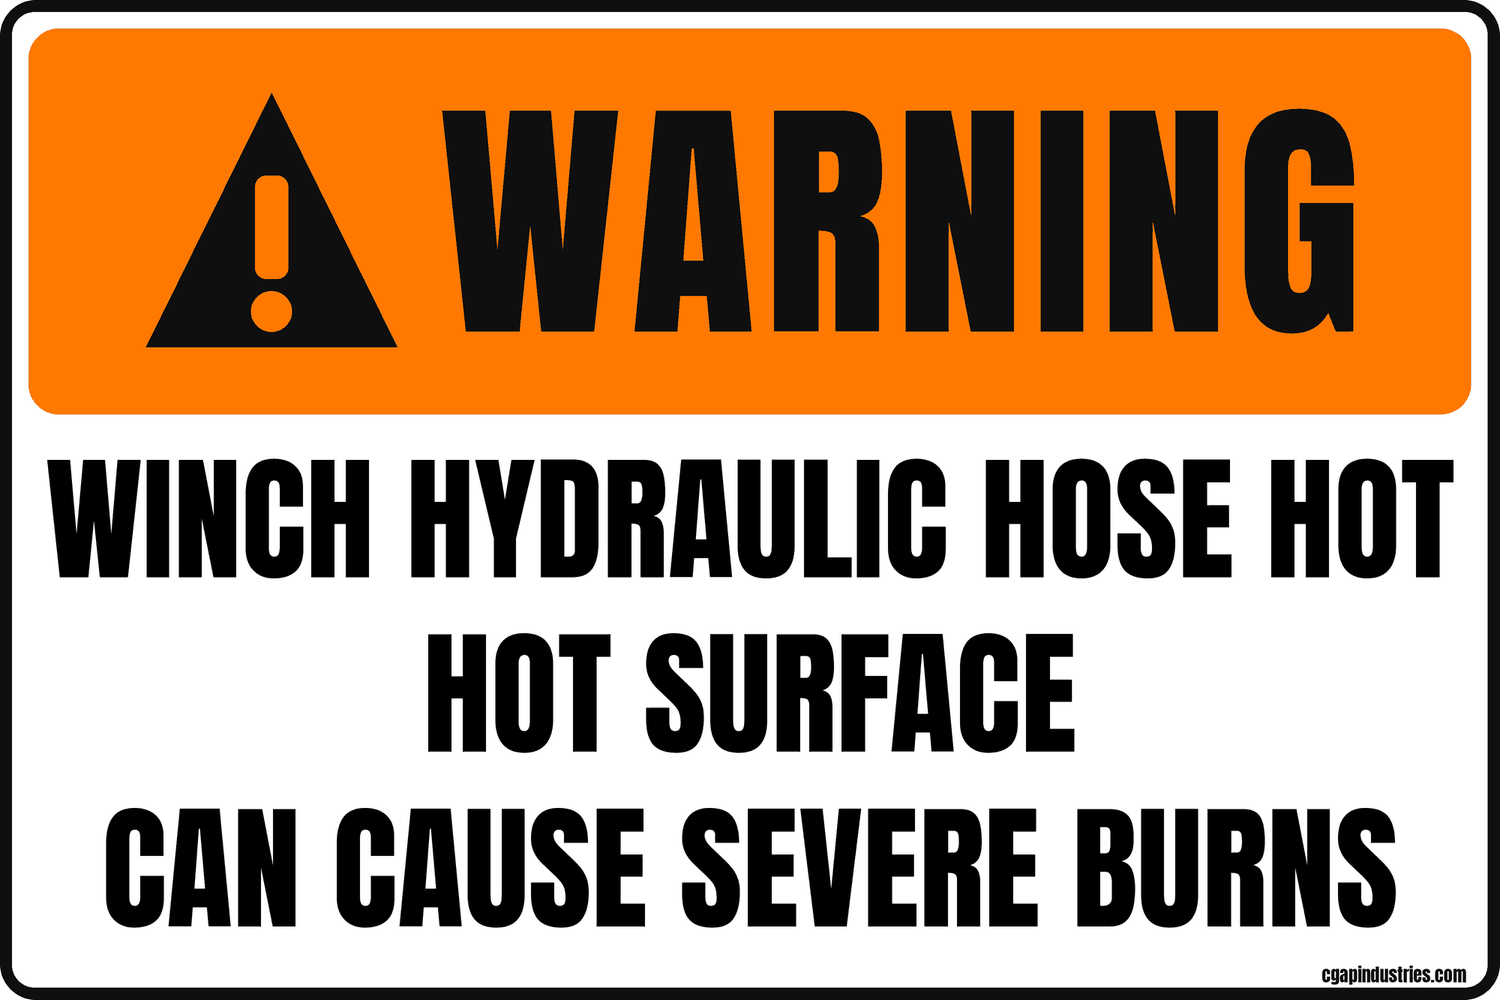 WARNING
WINCH HYDRAULIC HOSE HOT
HOT SURFACE
CAN CAUSE SEVERE BURNS
cgapindustries.com